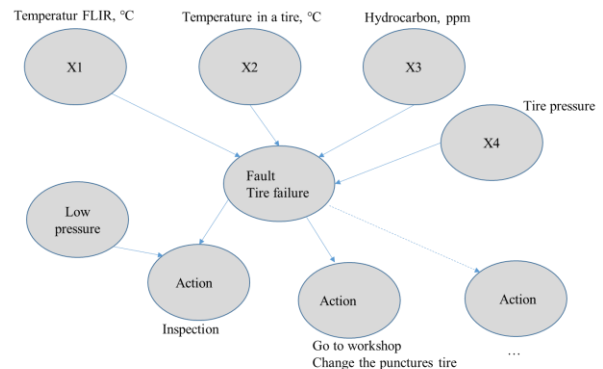 Temperatur FLIR, °C
Temperature in a tire, °C
Hydrocarbon, ppm
X1
X2
X3
Tire pressure
X4
Fault
Tire failure
Low
pressure
Action
Action
Action
Inspection
Go to workshop
Change the punctures tire
…